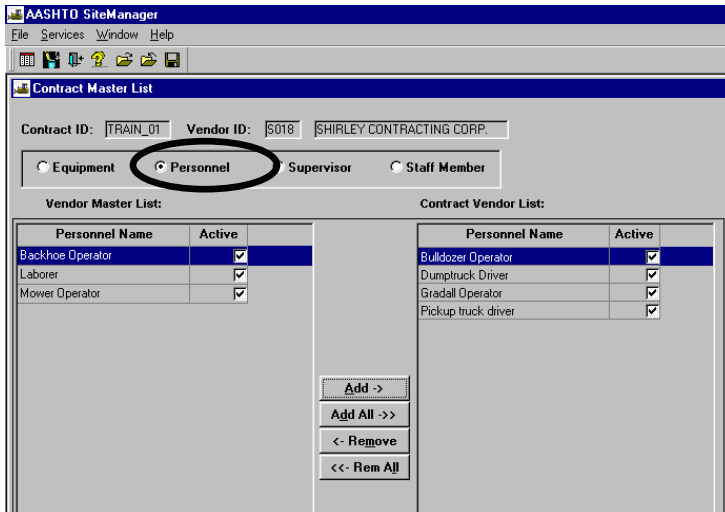 AASHTO SiteManager
File Services Window Help
Contract Master List
Contract ID: TRAIN_01 Vendor ID: S018 SHIRLEY CONTRACTING CORP.
Equipment Personnel Supervisor Staff Member
Vendor Master List: Contract Vendor List:
Personnel Name Active Personnel Name Active
Backhoe Operator Bulldozer Operator
Laborer Dumptruck Driver
Mower Operator Gradall Operator
Pickup truck driver
Add ->
Add All ->>
<- Remove
<<- Rem All